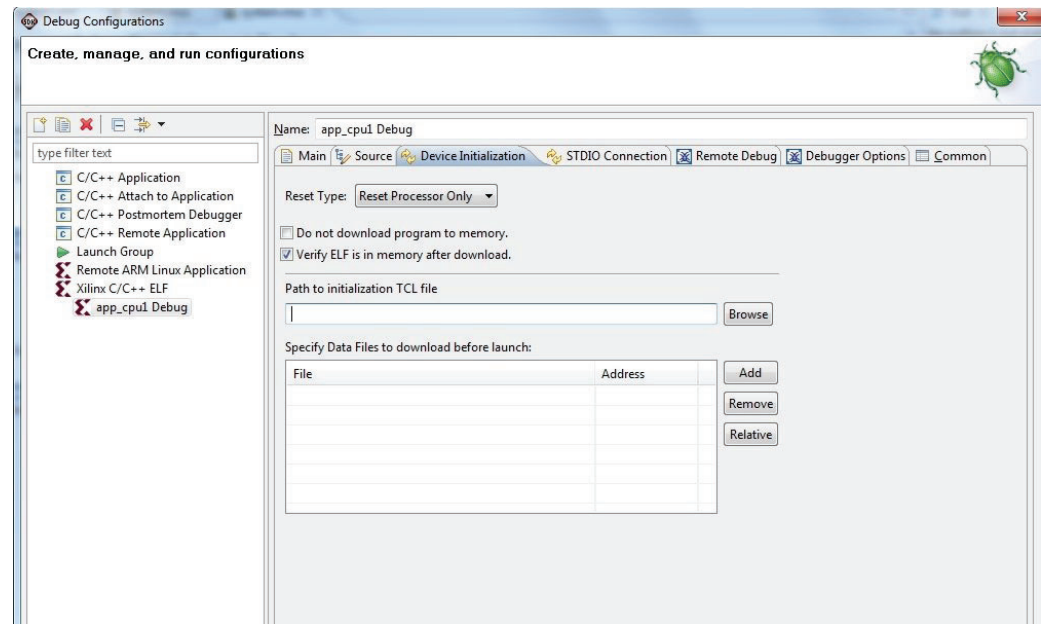 SDK Debug Configurations
Create, manage, and run configurations
type filter text
C/C++ Application
C/C++ Attach to Application
C/C++ Postmortem Debugger
C/C++ Remote Application
Launch Group
Remote ARM Linux Application
Xilinx C/C++ ELF
app_cpu1 Debug
Name: app_cpu1 Debug
Main Source Device Initialization STDIO Connection Remote Debug Debugger Options Common
Reset Type: Reset Processor Only
Do not download program to memory.
Verify ELF is in memory after download.
Path to initialization TCL file
Browse
Specify Data Files to download before launch:
File Address
Add
Remove
Relative